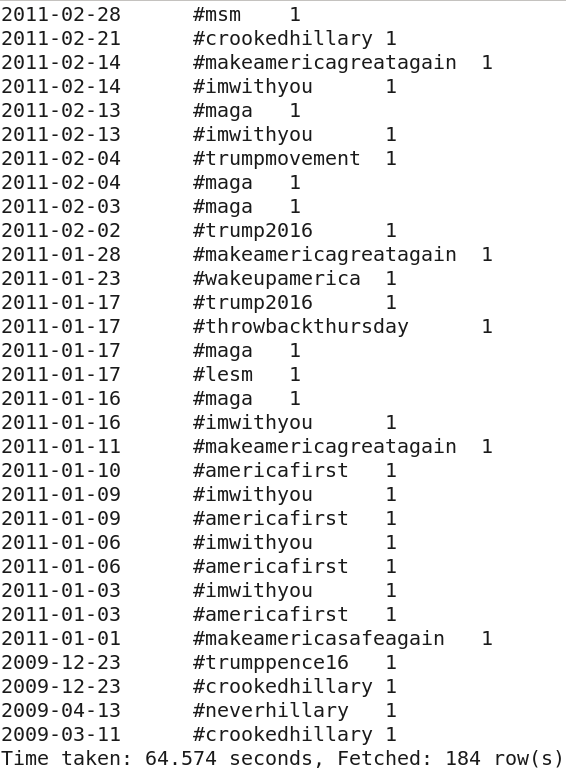 2011-02-28 #msm 1
2011-02-21 #crookedhillary 1
2011-02-14 #makeamericagreatagain 1
2011-02-14 #imwithyou 1
2011-02-13 #maga 1
2011-02-13 #imwithyou 1
2011-02-04 #trumpmovement 1
2011-02-04 #maga 1
2011-02-03 #maga 1
2011-02-02 #trump2016 1
2011-01-28 #makeamericagreatagain 1
2011-01-23 #wakeupamerica 1
2011-01-17 #trump2016 1
2011-01-17 #throwbackthursday 1
2011-01-17 #maga 1
2011-01-17 #lesm 1
2011-01-16 #maga 1
2011-01-16 #imwithyou 1
2011-01-11 #makeamericagreatagain 1
2011-01-10 #americafirst 1
2011-01-09 #imwithyou 1
2011-01-09 #americafirst 1
2011-01-06 #imwithyou 1
2011-01-06 #americafirst 1
2011-01-03 #imwithyou 1
2011-01-03 #americafirst 1
2011-01-01 #makeamericasafeagain 1
2009-12-23 #trumppence16 1
2009-12-23 #crookedhillary 1
2009-04-13 #neverhillary 1
2009-03-11 #crookedhillary 1
Time taken: 64.574 seconds, Fetched: 184 row(s)